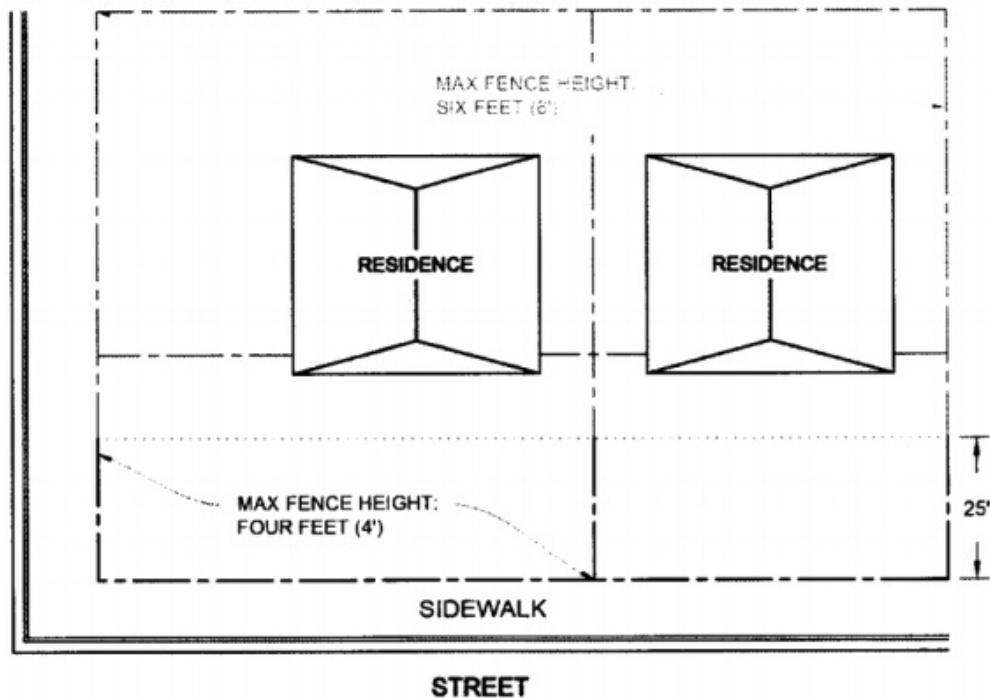 MAX FENCE HEIGHT:
SIX FEET (6')
RESIDENCE
RESIDENCE
MAX FENCE HEIGHT:
FOUR FEET (4')
25'
SIDEWALK
STREET